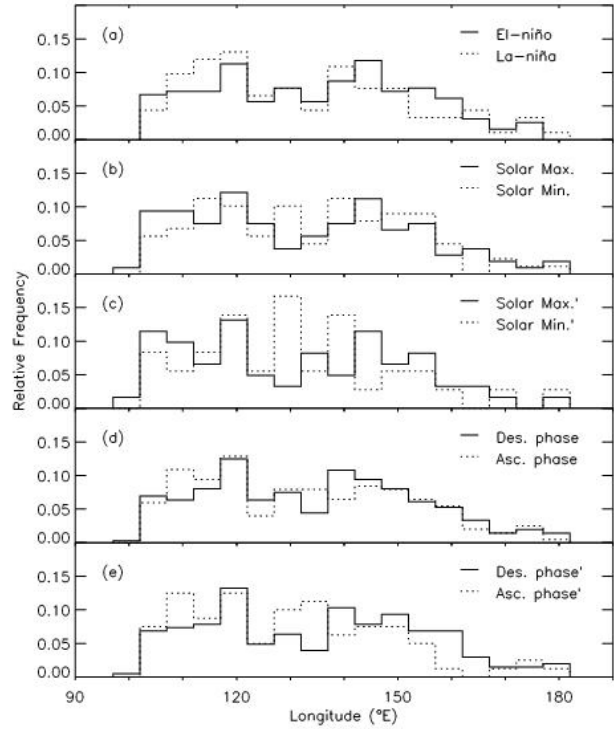 0.20
0.15
0.10
0.05
0.00
(a)
El-niño
La-niña
0.15
0.10
0.05
0.00
(b)
Solar Max.
Solar Min.
0.15
0.10
0.05
0.00
(c)
Solar Max.'
Solar Min.'
0.15
0.10
0.05
0.00
(d)
Des. phase
Asc. phase
0.15
0.10
0.05
0.00
(e)
Des. phase'
Asc. phase'
90 120 150 180
Longitude (°E)
Relative Frequency